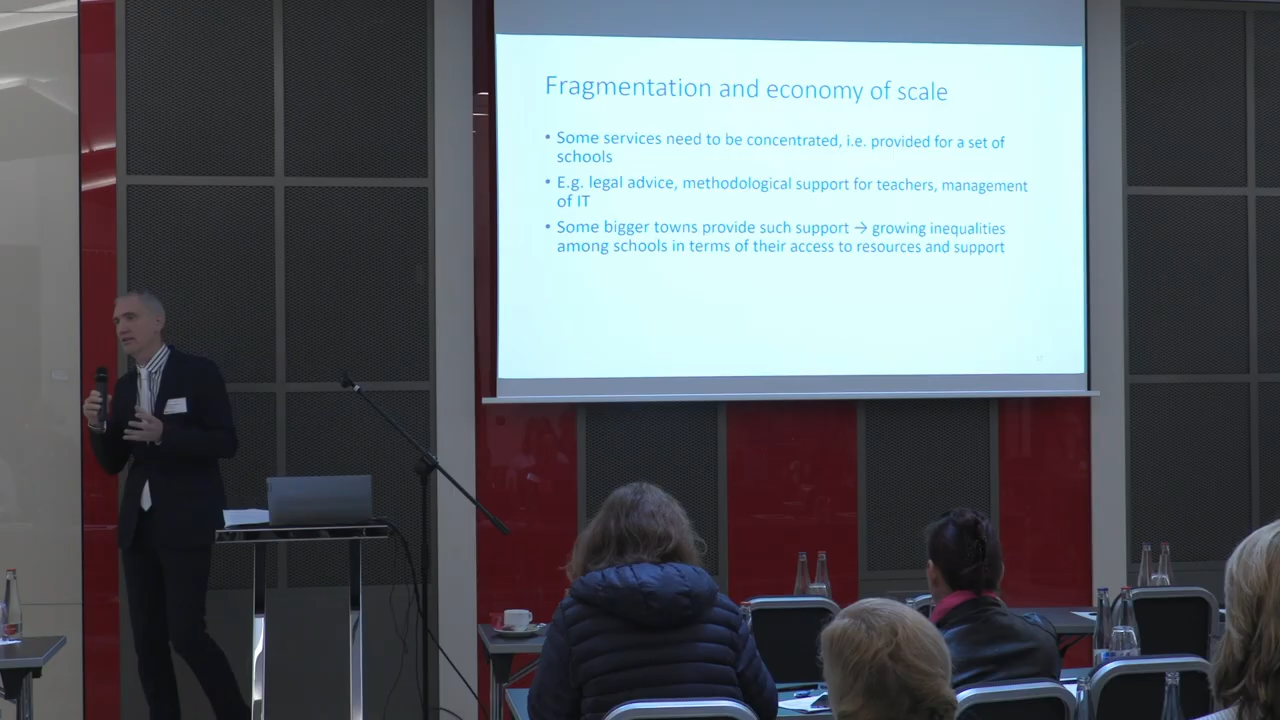 Fragmentation and economy of scale
• Some services need to be concentrated, i.e. provided for a set of
schools
• E.g. legal advice, methodological support for teachers, management
of IT
• Some bigger towns provide such support → growing inequalities
among schools in terms of their access to resources and support